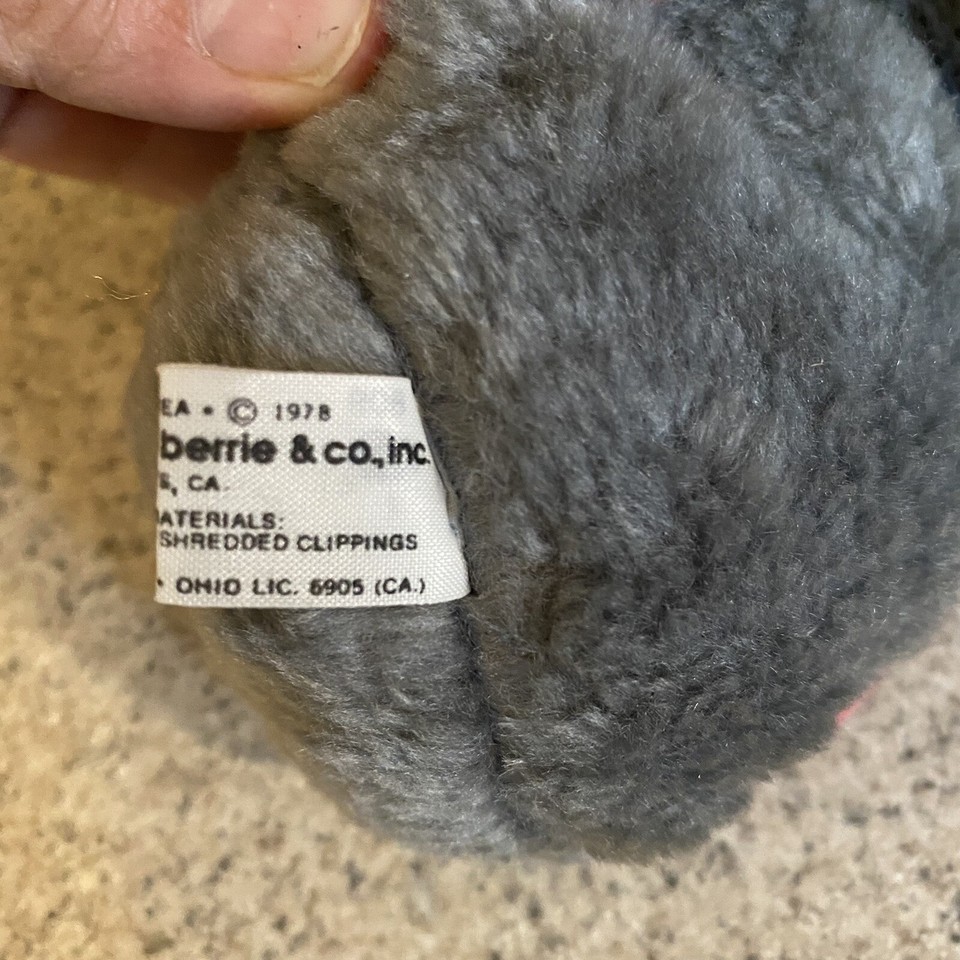 EA • © 1978
berrie & co., inc.
S, CA.
ATERIALS:
SHREDDED CLIPPINGS
• OHIO LIC. 6905 (CA.)